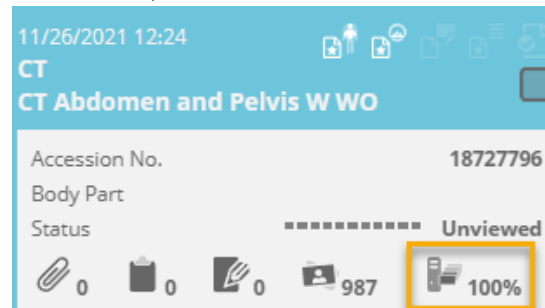 11/26/2021 12:24
CT
CT Abdomen and Pelvis W WO
Accession No. 18727796
Body Part
Status Unviewed
0 0 0 987 100%